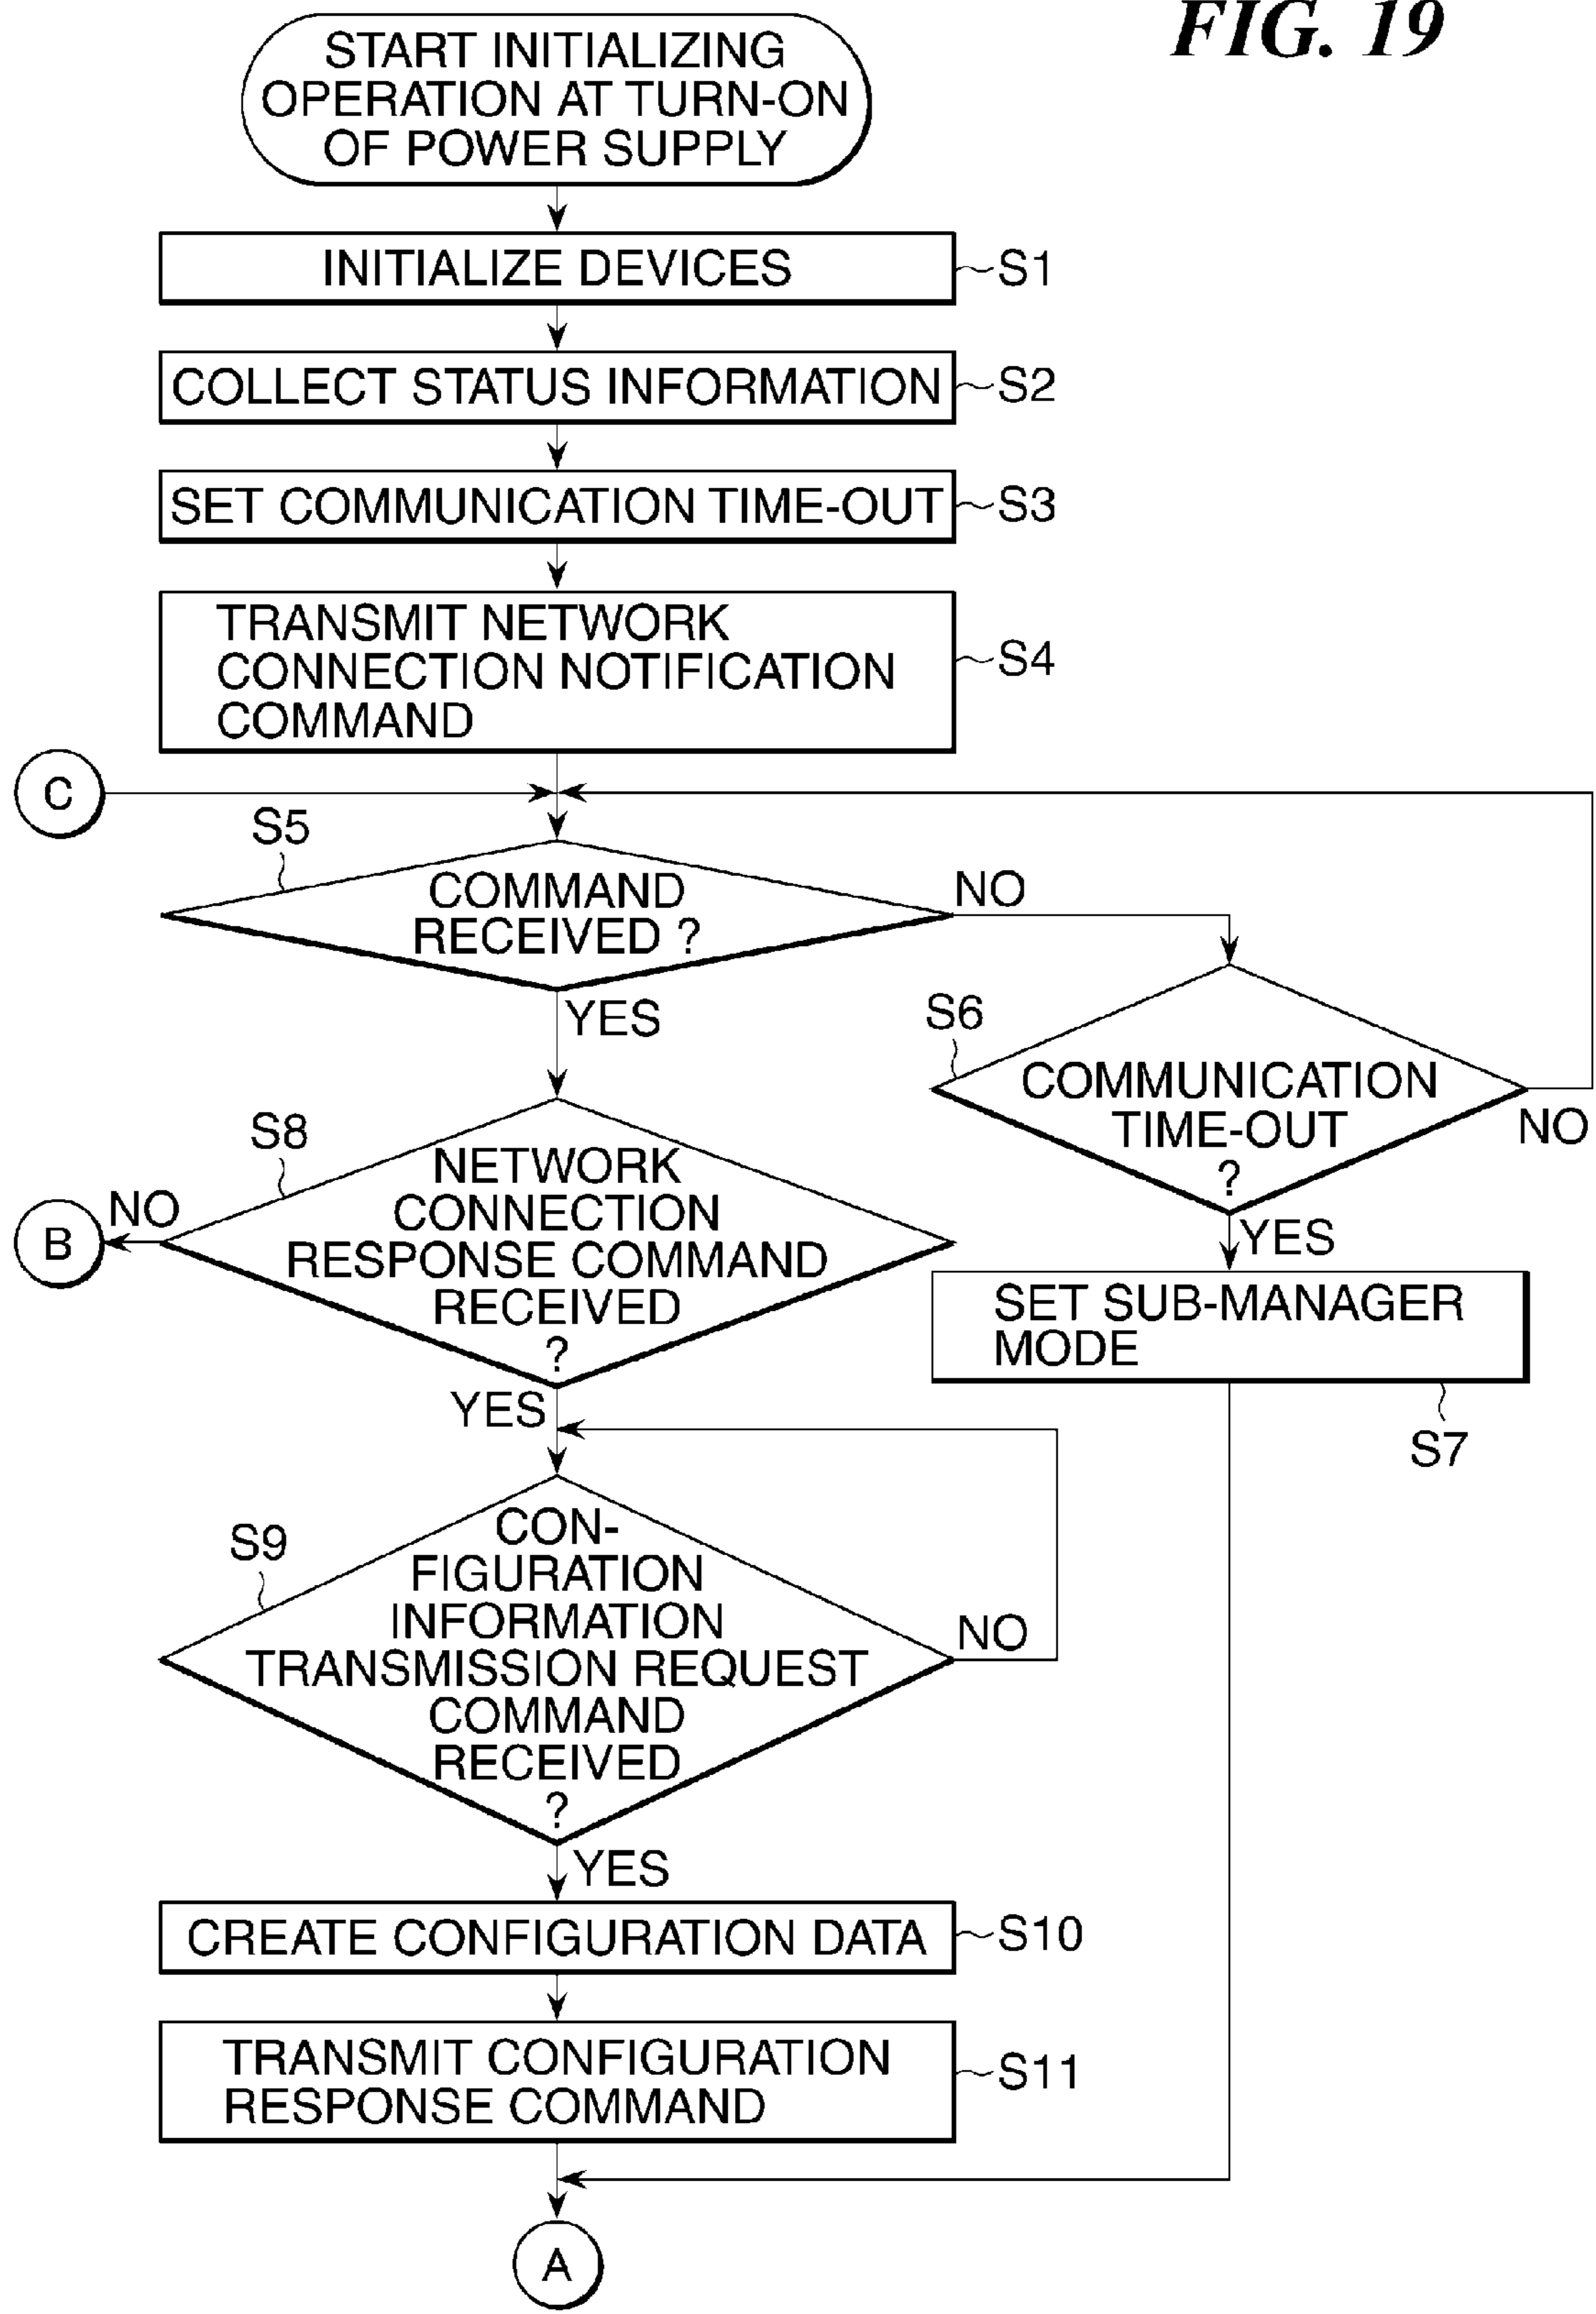 FIG. 19
START INITIALIZING
OPERATION AT TURN-ON
OF POWER SUPPLY
INITIALIZE DEVICES
S1
COLLECT STATUS INFORMATION
S2
SET COMMUNICATION TIME-OUT
S3
TRANSMIT NETWORK
CONNECTION NOTIFICATION
COMMAND
S4
C
S5
COMMAND
RECEIVED ?
NO
YES
S6
COMMUNICATION
TIME-OUT
?
NO
YES
SET SUB-MANAGER
MODE
S7
S8
NETWORK
CONNECTION
RESPONSE COMMAND
RECEIVED
?
NO
B
YES
S9
CON-
FIGURATION
INFORMATION
TRANSMISSION REQUEST
COMMAND
RECEIVED
?
NO
YES
CREATE CONFIGURATION DATA
S10
TRANSMIT CONFIGURATION
RESPONSE COMMAND
S11
A